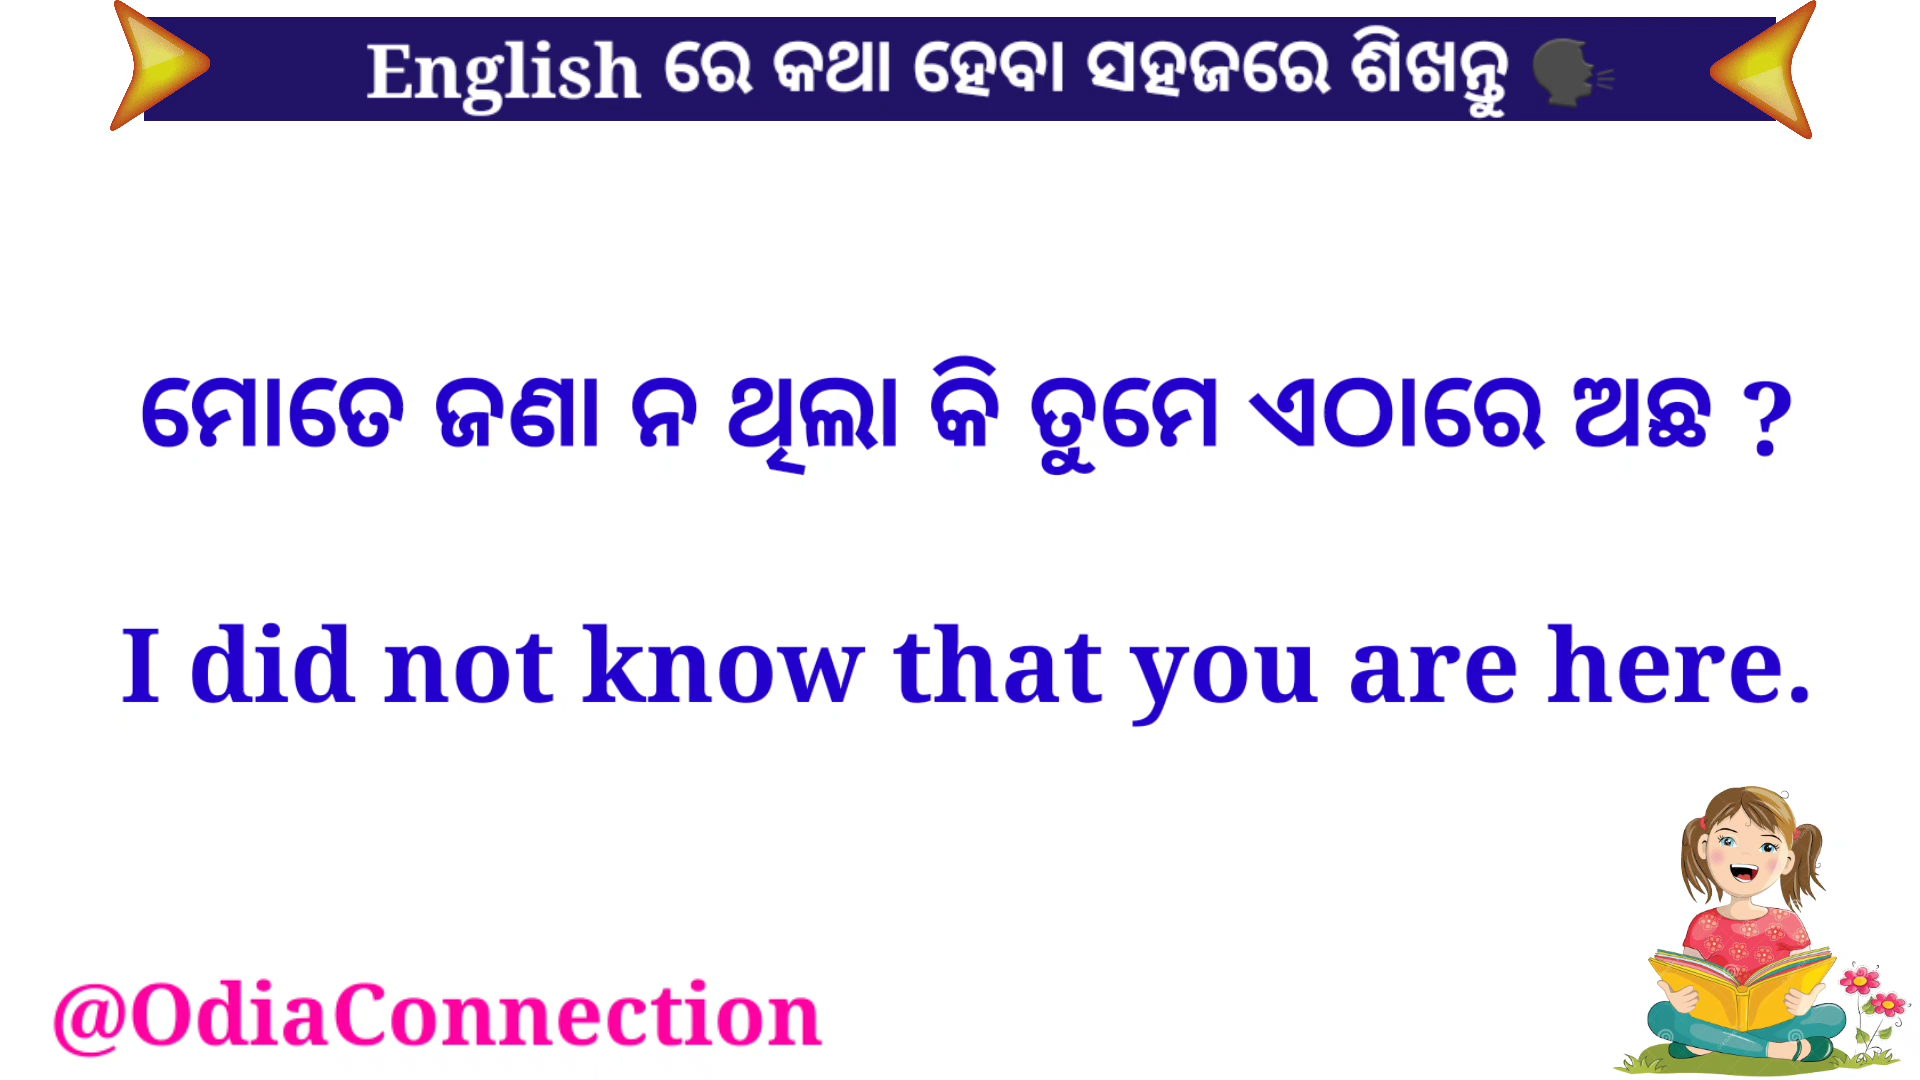 English ରେ କଥା ହେବା ସହଜରେ ଶିଖନ୍ତୁ 🗣
ମୋତେ ଜଣା ନ ଥିଲା କି ତୁମେ ଏଠାରେ ଅଛ ?
I did not know that you are here.
@OdiaConnection